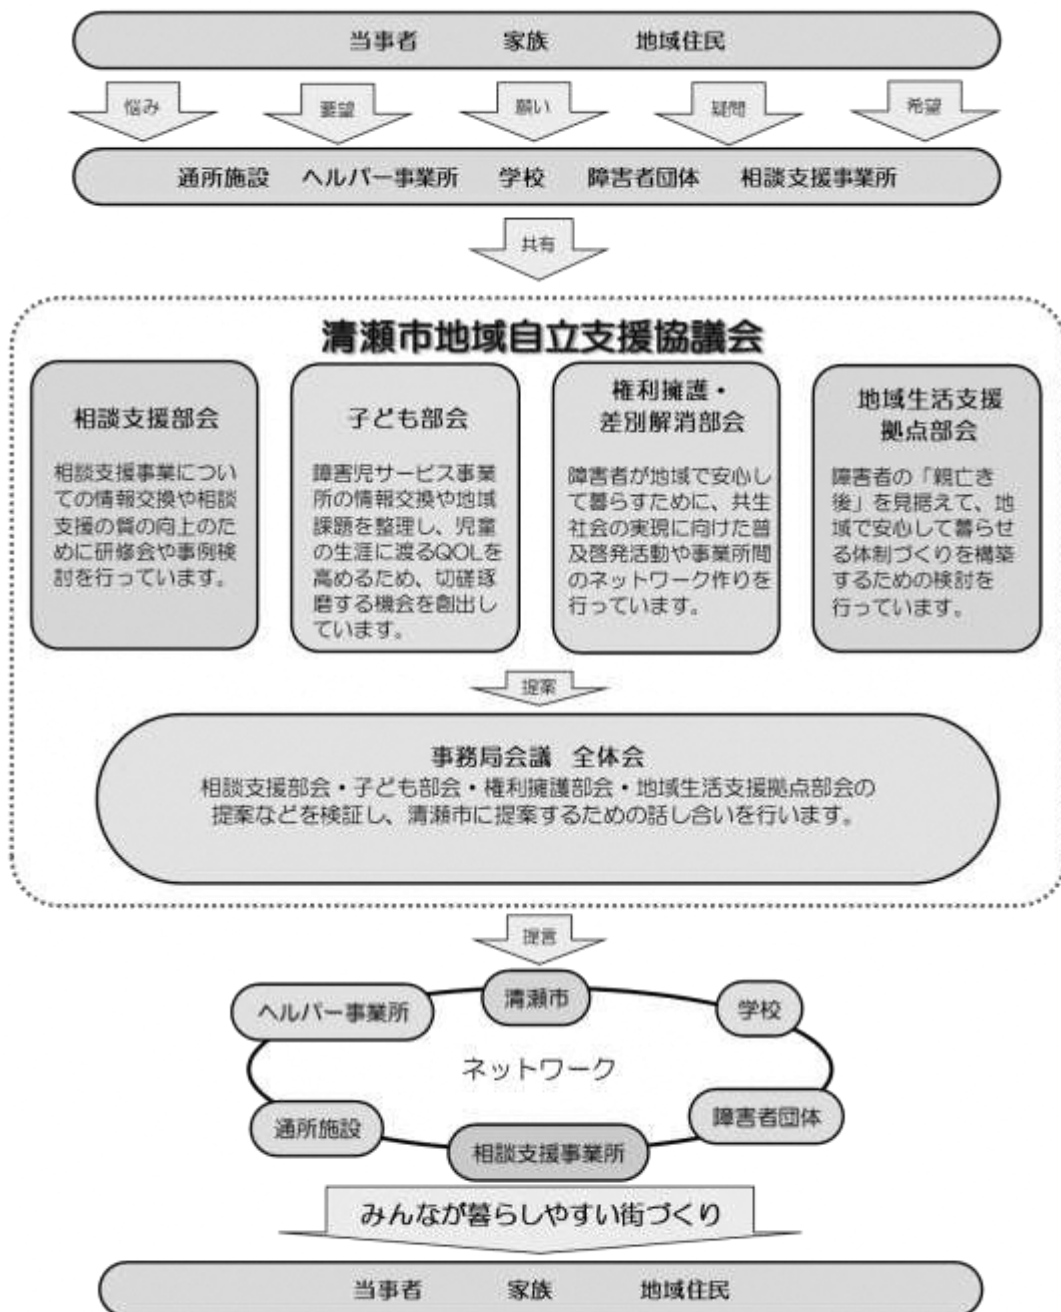 当事者 家族 地域住民
悩み 要望 願い 疑問 希望
通所施設 ヘルパー事業所 学校 障害者団体 相談支援事業所
共有
清瀬市地域自立支援協議会
相談支援部会
相談支援事業につい
ての情報交換や相談
支援の質の向上のた
めに研修会や事例検
討を行っています。
子ども部会
障害児サービス事業
所の情報交換や地域
課題を整理し、児童
の生涯に渡るQOLを
高めるため、切磋琢
磨する機会を創出し
ています。
権利擁護・
差別解消部会
障害者が地域で安心し
て暮らすために、共生
社会の実現に向けた普
及啓発活動や事業所間
のネットワーク作りを
行っています。
地域生活支援
拠点部会
障害者の「親亡き
後」を見据えて、地
域で安心して暮らせ
る体制づくりを構築
するための検討を
行っています。
提案
事務局会議 全体会
相談支援部会・子ども部会・権利擁護部会・地域生活支援拠点部会の
提案などを検証し、清瀬市に提案するための話し合いを行います。
提言
ヘルパー事業所 清瀬市 学校
ネットワーク
通所施設 相談支援事業所 障害者団体
みんなが暮らしやすい街づくり
当事者 家族 地域住民